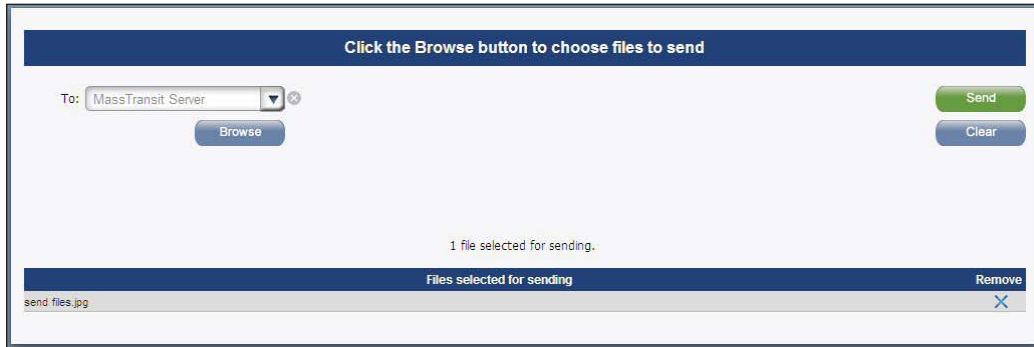 Click the Browse button to choose files to send
To: MassTransit Server
Send
Browse
Clear
1 file selected for sending.
Files selected for sending Remove
send files.jpg